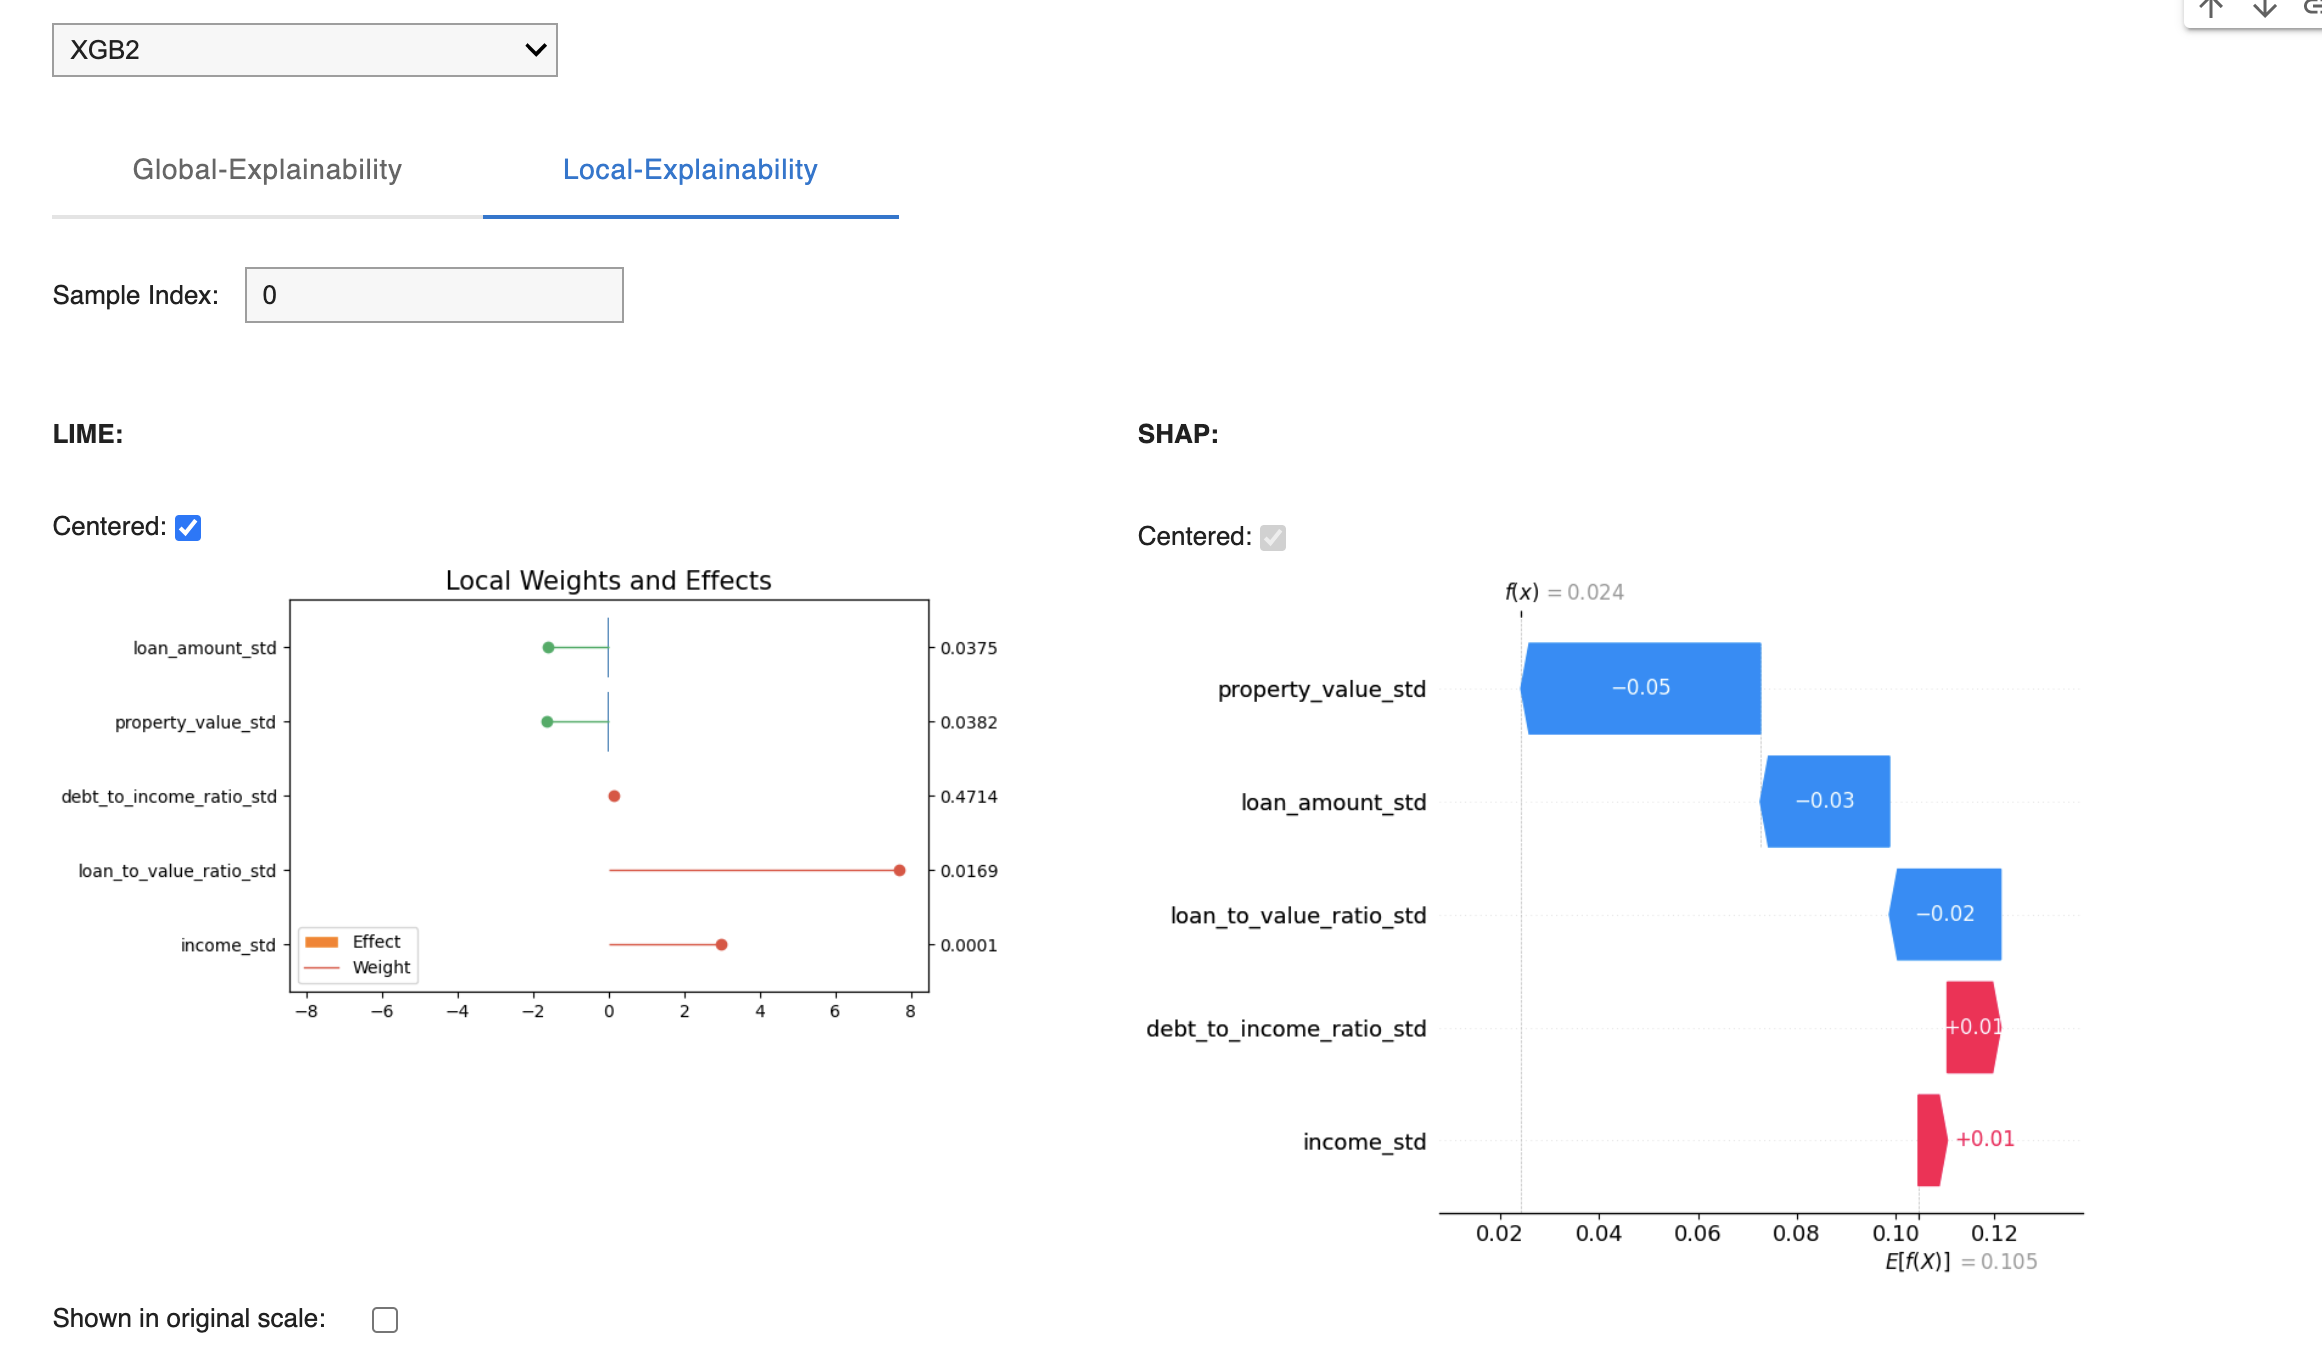 XGB2
Global-Explainability Local-Explainability
Sample Index: 0
LIME:
Centered:
Local Weights and Effects
loan_amount_std 0.0375
property_value_std 0.0382
debt_to_income_ratio_std 0.4714
loan_to_value_ratio_std 0.0169
income_std 0.0001
Effect
Weight
−8 −6 −4 −2 0 2 4 6 8
SHAP:
Centered:
f(x) = 0.024
property_value_std −0.05
loan_amount_std −0.03
loan_to_value_ratio_std −0.02
debt_to_income_ratio_std +0.01
income_std +0.01
0.02 0.04 0.06 0.08 0.10 0.12
E[f(X)] = 0.105
Shown in original scale: